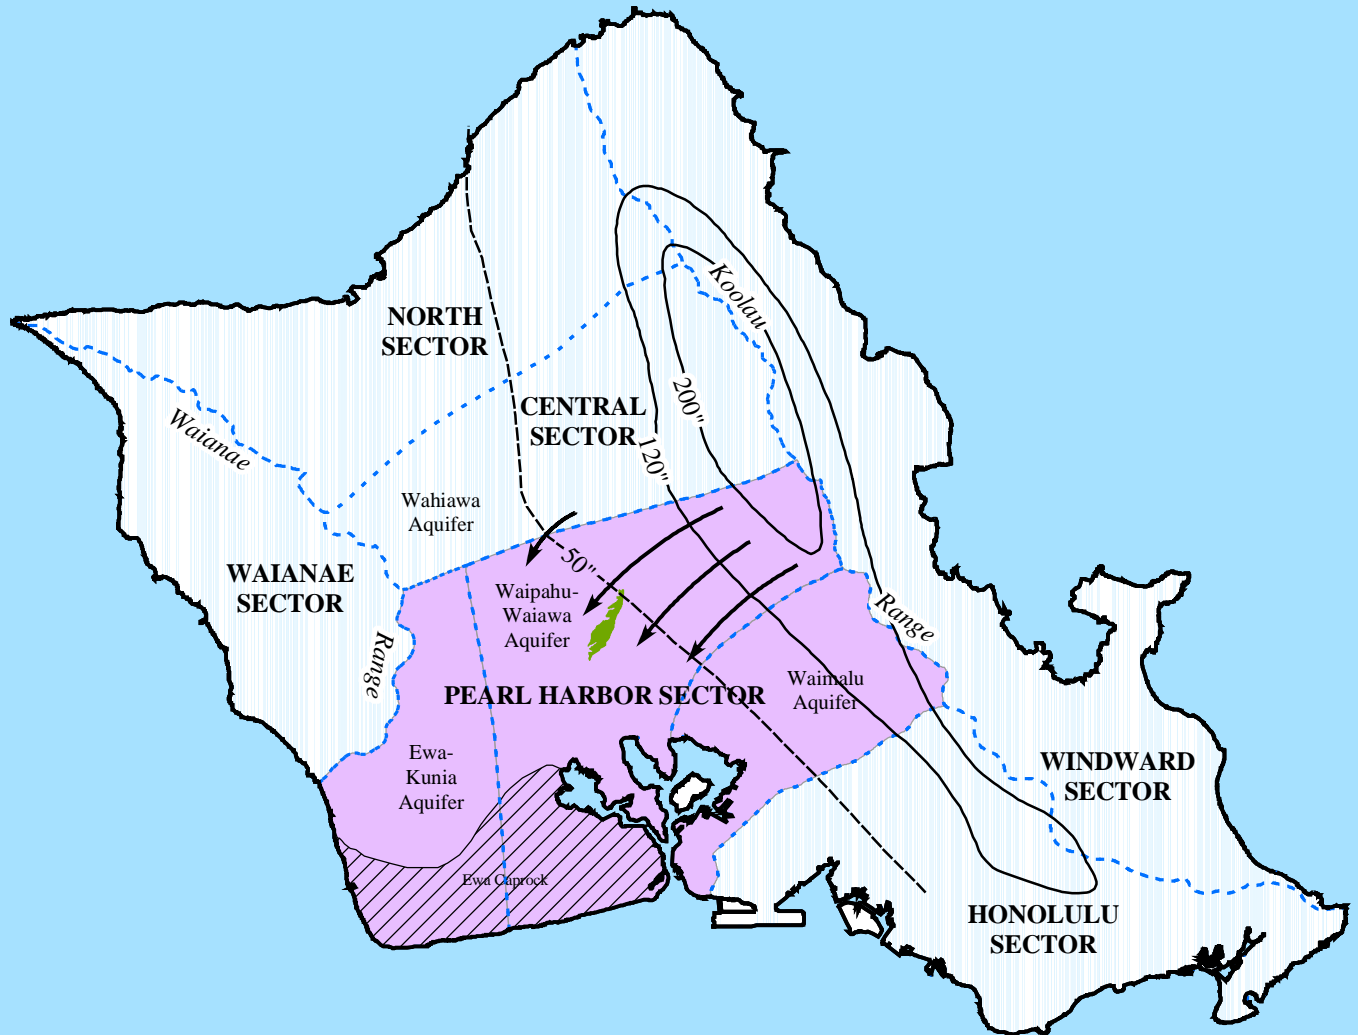 Koolau
NORTH
SECTOR
200"
CENTRAL
SECTOR
120"
Waianae
Wahiawa
Aquifer
50"
WAIANAE
SECTOR
Waipahu-
Waiawa
Aquifer
Range
Range
PEARL HARBOR SECTOR
Waimalu
Aquifer
Ewa-
Kunia
Aquifer
WINDWARD
SECTOR
Ewa Caprock
HONOLULU
SECTOR